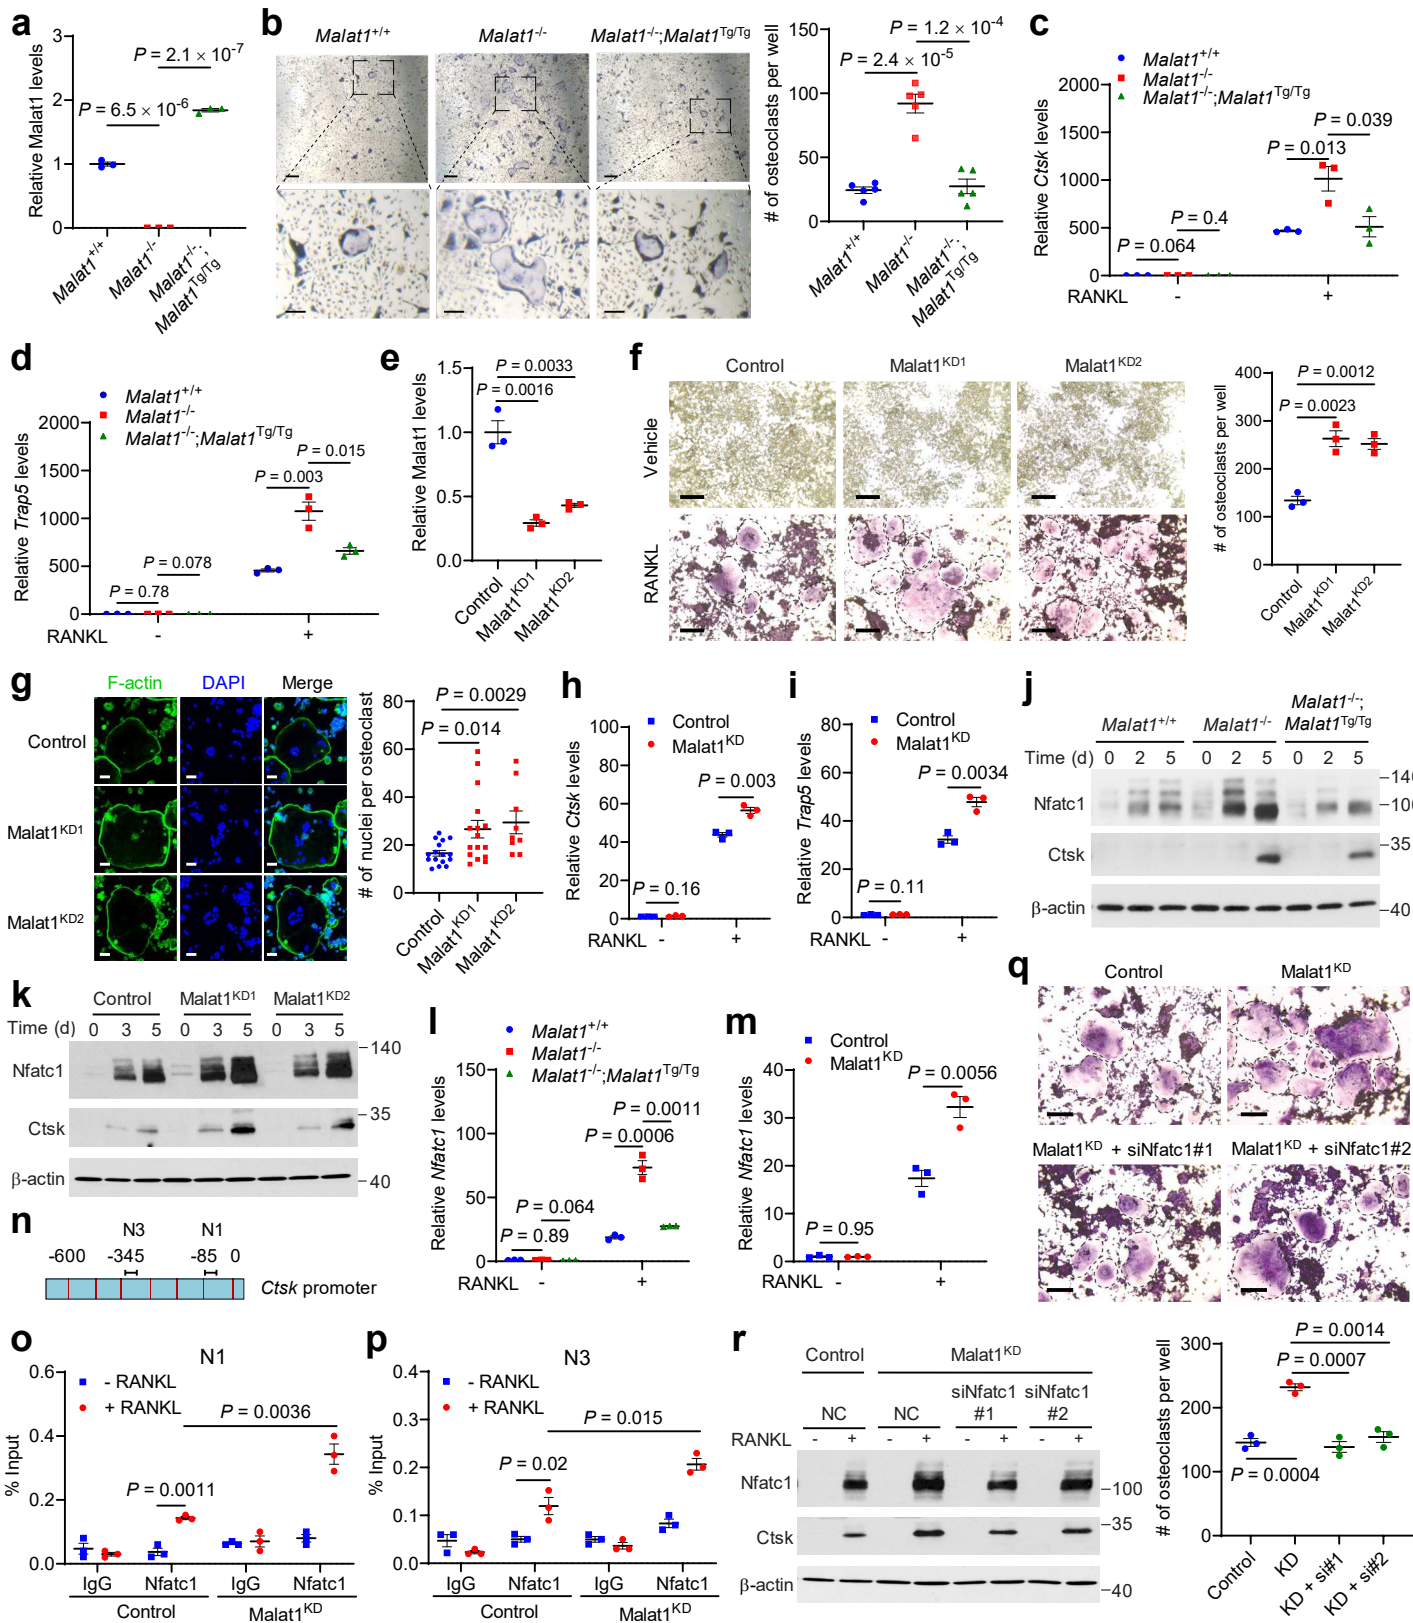 a
Relative Malat1 levels
3
2
1
0
P = 2.1 × 10-7
P = 6.5 × 10-6
Malat1+/+
Malat1-/-
Malat1-/-;
Malat1Tg/Tg
b
Malat1+/+
Malat1-/-
Malat1-/-;Malat1Tg/Tg
# of osteoclasts per well
150
100
50
0
P = 1.2 × 10-4
P = 2.4 × 10-5
Malat1+/+
Malat1-/-
Malat1-/-;
Malat1Tg/Tg
c
Malat1+/+
Malat1-/-
Malat1-/-;Malat1Tg/Tg
Relative Ctsk levels
2000
1500
1000
500
0
P = 0.039
P = 0.013
P = 0.4
P = 0.064
RANKL - +
d
Malat1+/+
Malat1-/-
Malat1-/-;Malat1Tg/Tg
Relative Trap5 levels
2000
1500
1000
500
0
P = 0.015
P = 0.003
P = 0.078
P = 0.78
RANKL - +
e
Relative Malat1 levels
1.5
1.0
0.5
0.0
P = 0.0033
P = 0.0016
Control
Malat1KD1
Malat1KD2
f
Control Malat1KD1 Malat1KD2
Vehicle
RANKL
# of osteoclasts per well
400
300
200
100
0
P = 0.0012
P = 0.0023
Control
Malat1KD1
Malat1KD2
g
F-actin DAPI Merge
Control
Malat1KD1
Malat1KD2
# of nuclei per osteoclast
80
60
40
20
0
P = 0.0029
P = 0.014
Control
Malat1KD1
Malat1KD2
h
Control
Malat1KD
Relative Ctsk levels
100
80
60
40
20
0
P = 0.003
P = 0.16
RANKL - +
i
Control
Malat1KD
Relative Trap5 levels
80
60
40
20
0
P = 0.0034
P = 0.11
RANKL - +
j
Malat1+/+ Malat1-/- Malat1-/-;
Malat1Tg/Tg
Time (d) 0 2 5 0 2 5 0 2 5
Nfatc1
140
100
Ctsk
35
β-actin
40
k
Control Malat1KD1 Malat1KD2
Time (d) 0 3 5 0 3 5 0 3 5
Nfatc1
140
Ctsk
35
β-actin
40
l
Malat1+/+
Malat1-/-
Malat1-/-;Malat1Tg/Tg
Relative Nfatc1 levels
150
100
50
0
P = 0.0011
P = 0.0006
P = 0.064
P = 0.89
RANKL - +
m
Control
Malat1KD
Relative Nfatc1 levels
40
30
20
10
0
P = 0.0056
P = 0.95
RANKL - +
n
N3 N1
-600 -345 -85 0
Ctsk promoter
o
N1
- RANKL
+ RANKL
% Input
0.6
0.4
0.2
0.0
P = 0.0036
P = 0.0011
IgG Nfatc1 IgG Nfatc1
Control Malat1KD
p
N3
- RANKL
+ RANKL
% Input
0.4
0.3
0.2
0.1
0.0
P = 0.015
P = 0.02
IgG Nfatc1 IgG Nfatc1
Control Malat1KD
q
Control Malat1KD
Malat1KD + siNfatc1#1 Malat1KD + siNfatc1#2
# of osteoclasts per well
300
200
100
0
P = 0.0014
P = 0.0007
P = 0.0004
Control
KD
KD + si#1
KD + si#2
r
Control Malat1KD
NC NC siNfatc1 #1 siNfatc1 #2
RANKL - + - + - + - +
Nfatc1
100
Ctsk
35
β-actin
40